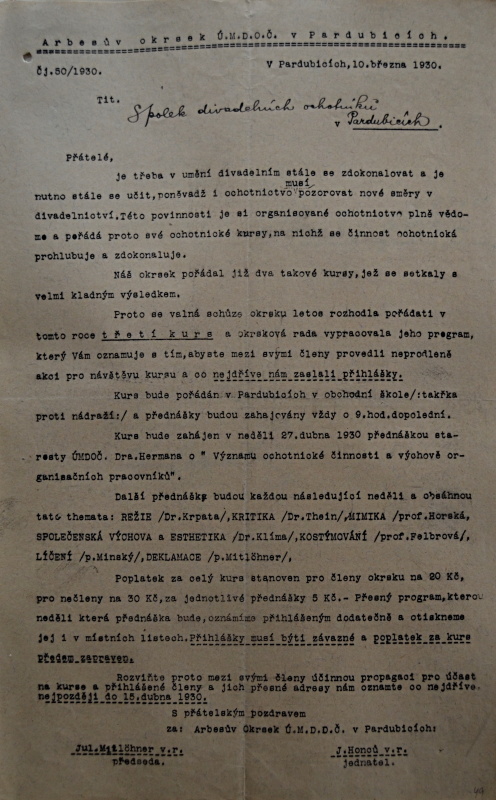 Arbesův okrsek Ú.M.D.O.Č. v Pardubicích.
čj.50/1930.
V Pardubicích, 10.března 1930.
Tit.
Spolek divadelních ochotníků
v Pardubicích.
Přátelé,
je třeba v umění divadelním stále se zdokonalovat a je
musí
nutno stále se učit, poněvadž i ochotnictvo pozorovat nové směry v
divadelnictví. Této povinnosti je si organisované ochotnictvo plně vědo-
mo a pořádá proto své ochotnické kursy, na nichž se činnost ochotnická
prohlubuje a zdokonaluje.
Náš okrsek pořádal již dva takové kursy, jež se setkaly s
velmi kladným výsledkem.
Proto se valná schůze okrsku letos rozhodla pořádati v
tomto roce třetí kurs a okrsková rada vypracovala jeho program,
který Vám oznamuje s tím, abyste mezi svými členy provedli neprodleně
akci pro návštěvu kursu a co nejdříve nám zaslali přihlášky.
Kurs bude pořádán v Pardubicích v obchodní škole/:takřka
proti nádraží:/ a přednášky budou zahajovány vždy o 9.hod.dopolední.
Kurs bude zahájen v neděli 27.dubna 1930 přednáškou sta-
rosty ÚMDOČ. Dra.Hermana o " Významu ochotnické činnosti a výchově or-
ganisačních pracovníků".
Další přednášky budou každou následující neděli a obsáhnou
tato themata: REŽIE /Dr.Krpata/, KRITIKA /Dr.Thein/, MIMIKA /prof.Horská,
SPOLEČENSKÁ VÝCHOVA a ESTHETIKA /Dr.Klíma/, KOSTÝMOVÁNÍ /prof.Felbrová/,
LÍČENÍ /p.Minský/, DEKLAMACE /p.Mitlöhner/,
Poplatek za celý kurs stanoven pro členy okrsku na 20 Kč,
pro nečleny na 30 Kč, za jednotlivé přednášky 5 Kč.- Přesný program, kterou
neděli která přednáška bude, oznámíme přihlášeným dodatečně a otiskneme
jej i v místních listech. Přihlášky musí býti závazné a poplatek za kurs
předem zapraven.
Rozviňte proto mezi svými členy účinnou propagaci pro účast
na kurse a přihlášené členy a jich přesné adresy nám oznamte co nejdříve
nejpozději do 15.dubna 1930.
S přátelským pozdravem
za: Arbesův Okrsek Ú.M.D.D.Č. v Pardubicích:
Jul.Mitlöhner v.r.
J.Honců v.r.
předseda.
jednatel.